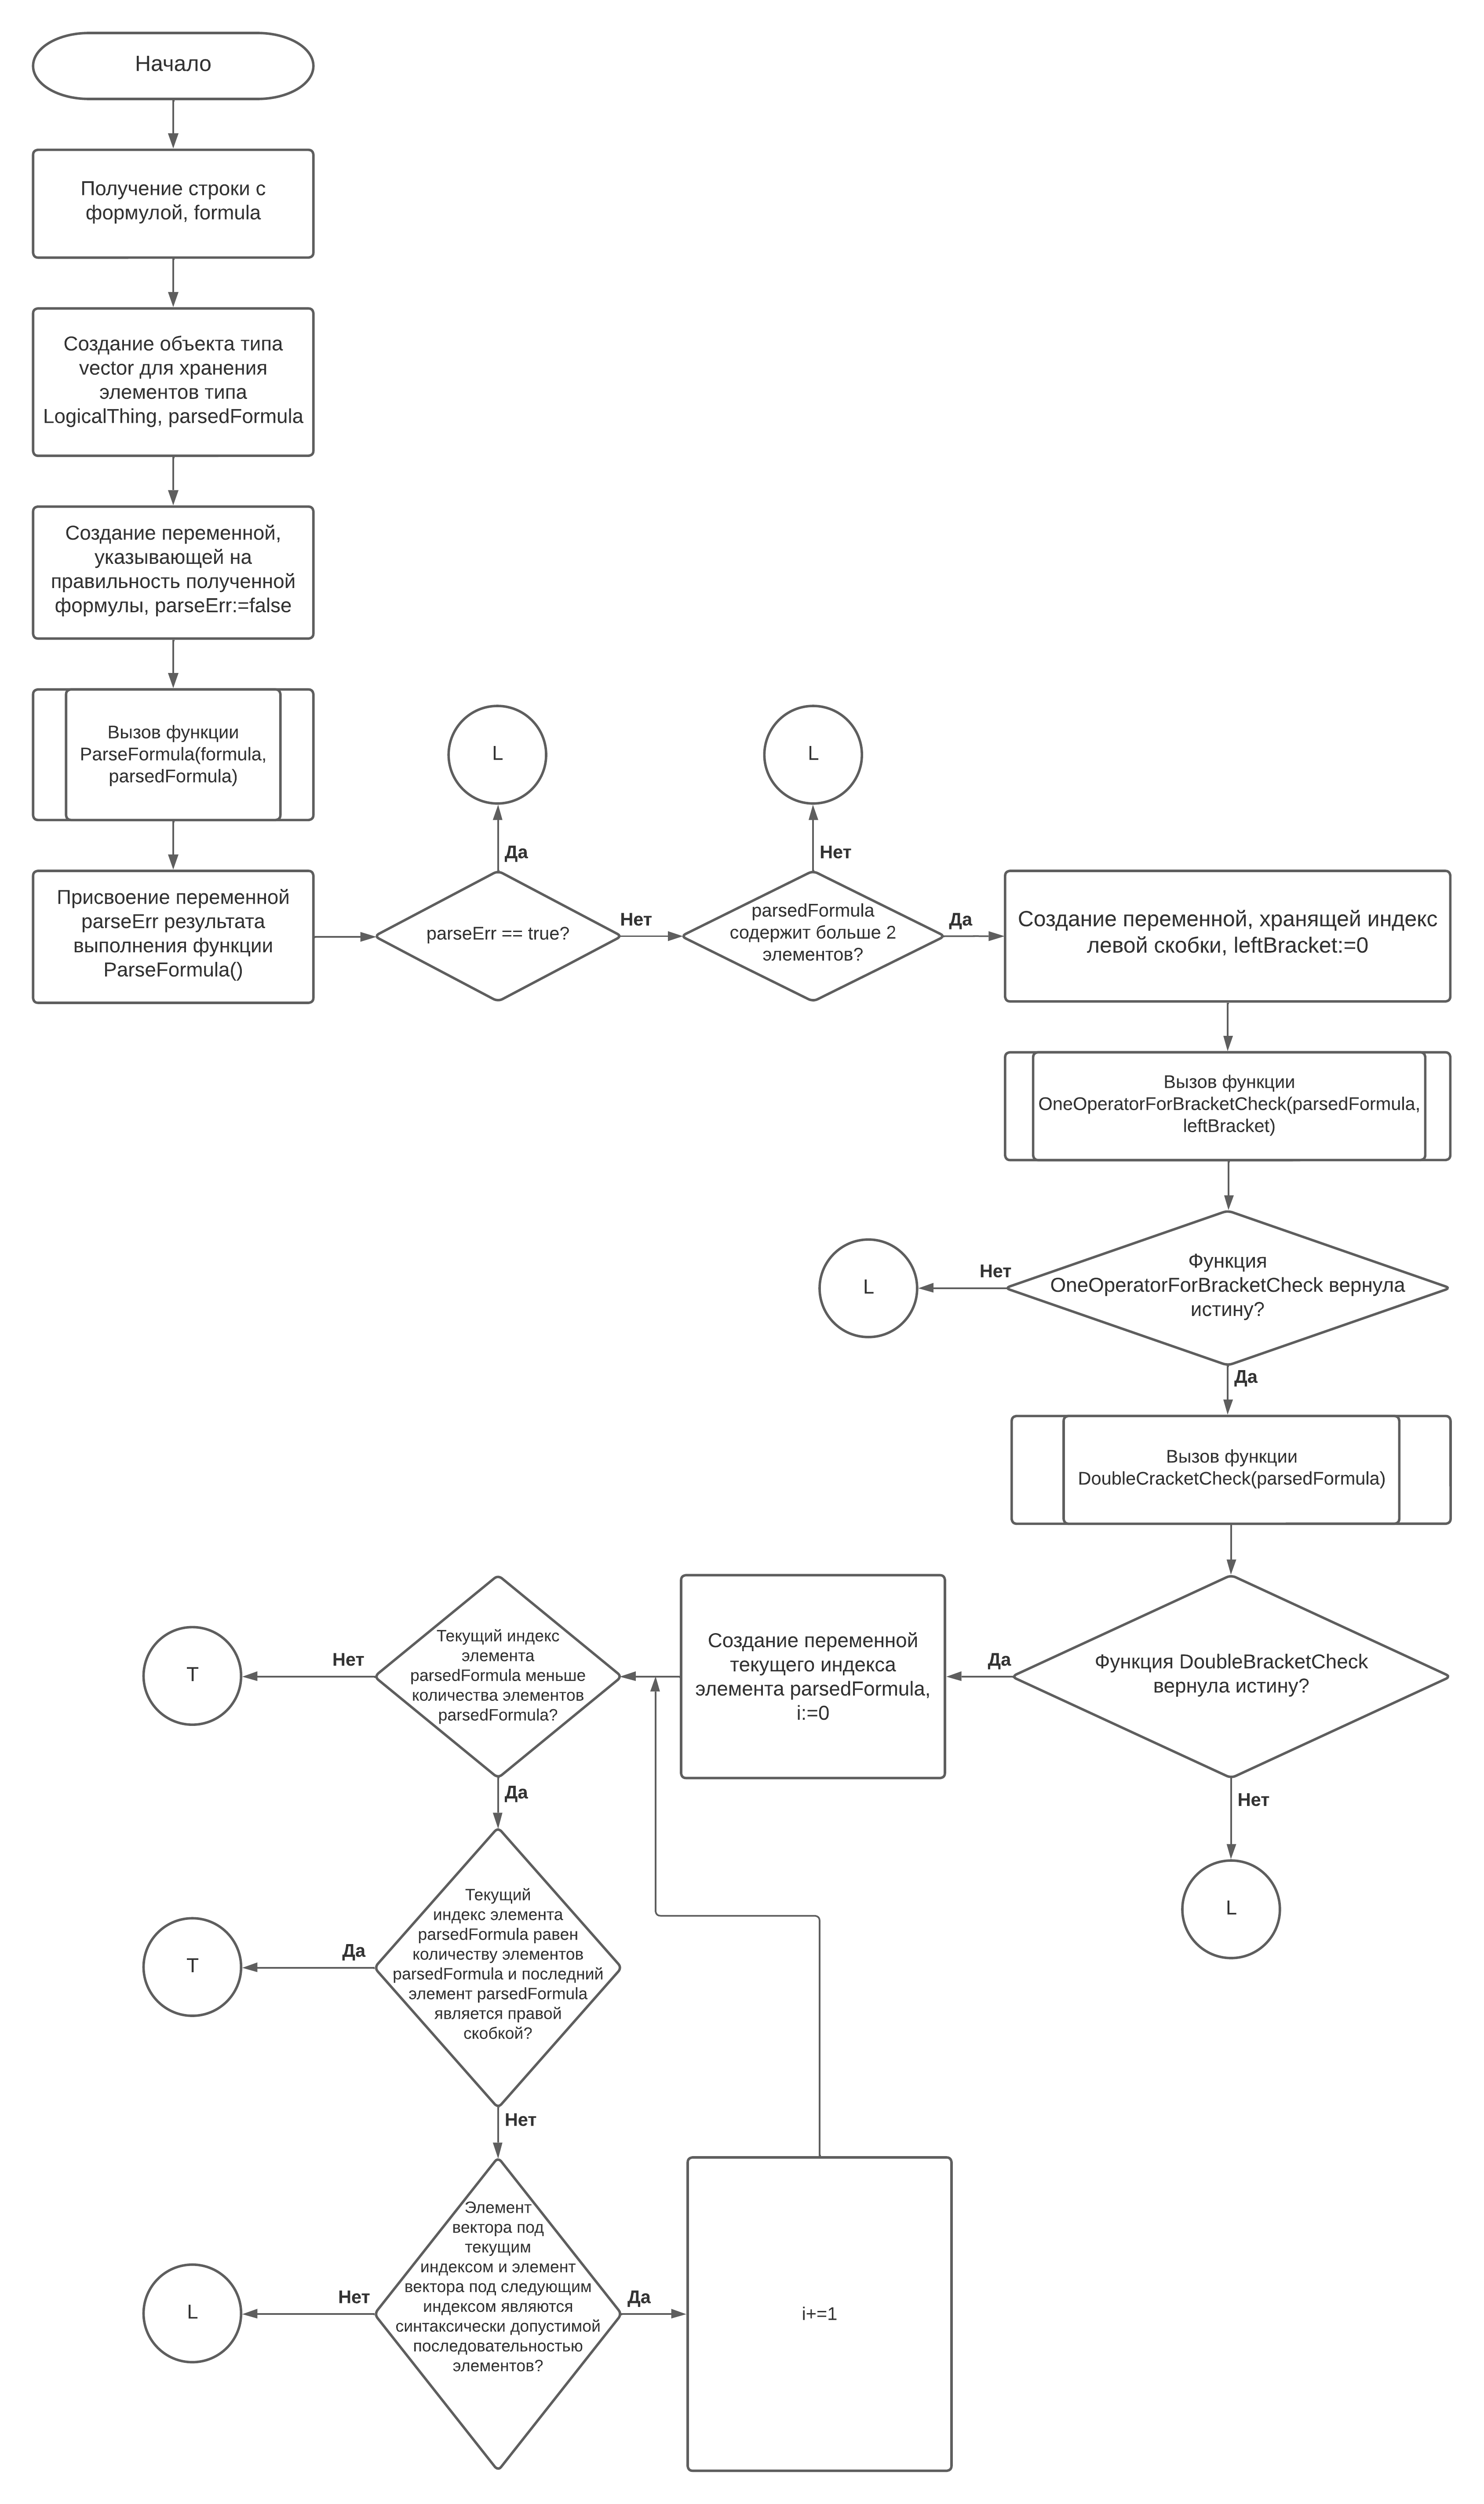 Начало
Получение строки с
формулой, formula
Создание объекта типа
vector для хранения
элементов типа
LogicalThing, parsedFormula
Создание переменной,
указывающей на
правильность полученной
формулы, parseErr:=false
Вызов функции
ParseFormula(formula,
parsedFormula)
Присвоение переменной
parseErr результата
выполнения функции
ParseFormula()
parseErr == true?
Да
L
Нет
parsedFormula
содержит больше 2
элементов?
Нет
L
Да
Создание переменной, хранящей индекс
левой скобки, leftBracket:=0
Вызов функции
OneOperatorForBracketCheck(parsedFormula,
leftBracket)
Функция
OneOperatorForBracketCheck вернула
истину?
Нет
L
Да
Вызов функции
DoubleCracketCheck(parsedFormula)
Функция DoubleBracketCheck
вернула истину?
Нет
L
Да
Создание переменной
текущего индекса
элемента parsedFormula,
i:=0
Текущий индекс
элемента
parsedFormula меньше
количества элементов
parsedFormula?
Нет
T
Да
Текущий
индекс элемента
parsedFormula равен
количеству элементов
parsedFormula и последний
элемент parsedFormula
является правой
скобкой?
Да
T
Нет
Элемент
вектора под
текущим
индексом и элемент
вектора под следующим
индексом являются
синтаксически допустимой
последовательностью
элементов?
Нет
L
Да
i+=1